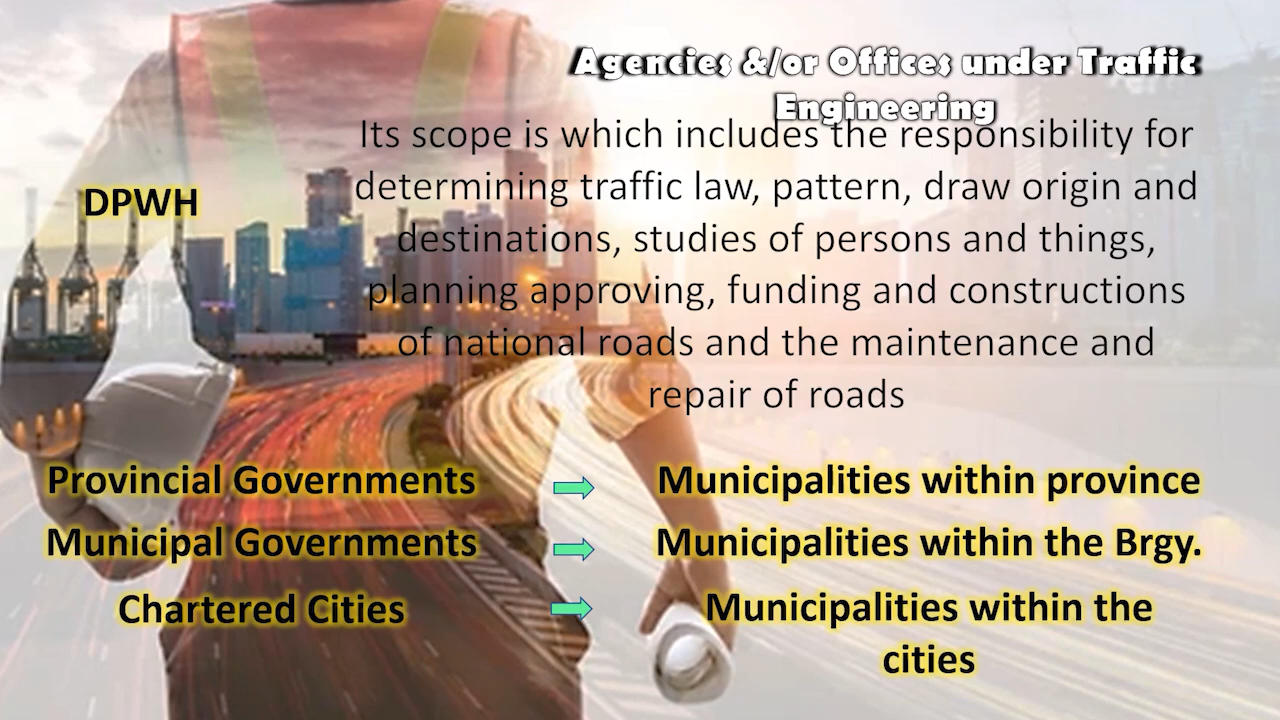 Agencies &/or Offices under Traffic
Engineering
DPWH
Its scope is which includes the responsibility for
determining traffic law, pattern, draw origin and
destinations, studies of persons and things,
planning approving, funding and constructions
of national roads and the maintenance and
repair of roads
Provincial Governments
Municipalities within province
Municipal Governments
Municipalities within the Brgy.
Chartered Cities
Municipalities within the
cities